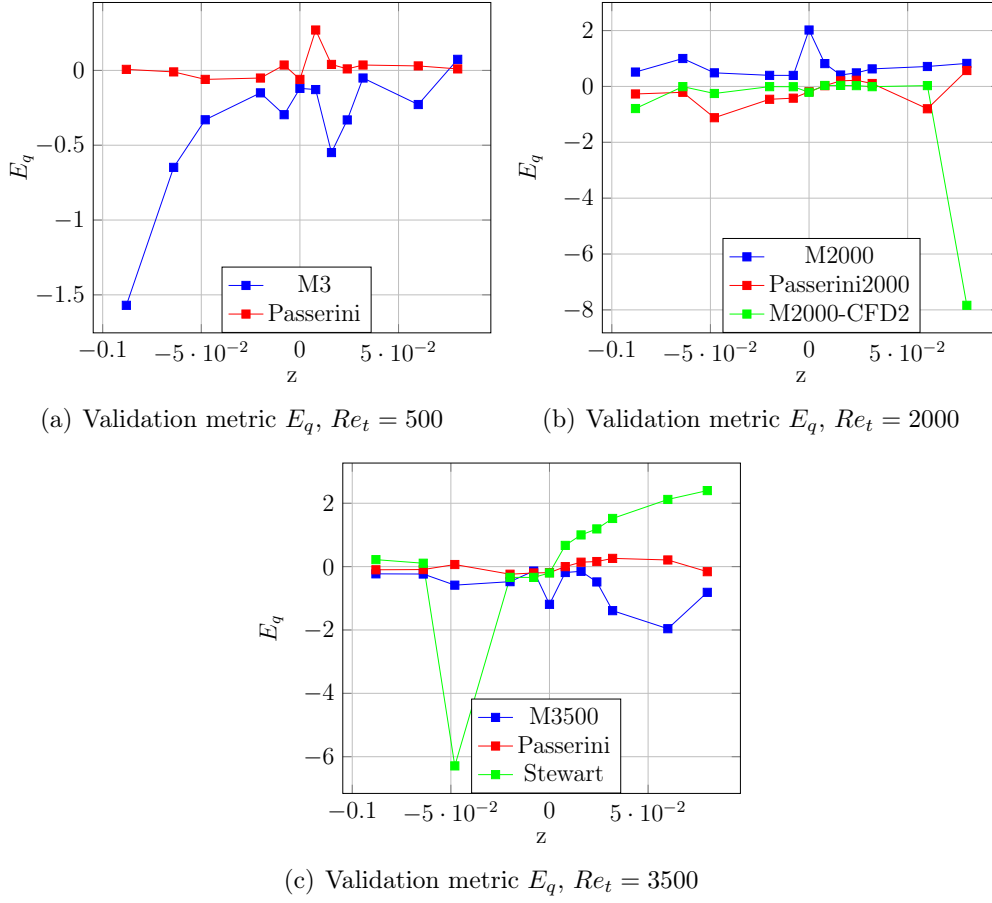 0
−0.5
−1
−1.5
E_q
−0.1
−5 · 10^−2
0
5 · 10^−2
z
M3
Passerini
(a) Validation metric E_q, Re_t = 500
2
0
−2
−4
−6
−8
E_q
−0.1
−5 · 10^−2
0
5 · 10^−2
z
M2000
Passerini2000
M2000-CFD2
(b) Validation metric E_q, Re_t = 2000
2
0
−2
−4
−6
E_q
−0.1
−5 · 10^−2
0
5 · 10^−2
z
M3500
Passerini
Stewart
(c) Validation metric E_q, Re_t = 3500